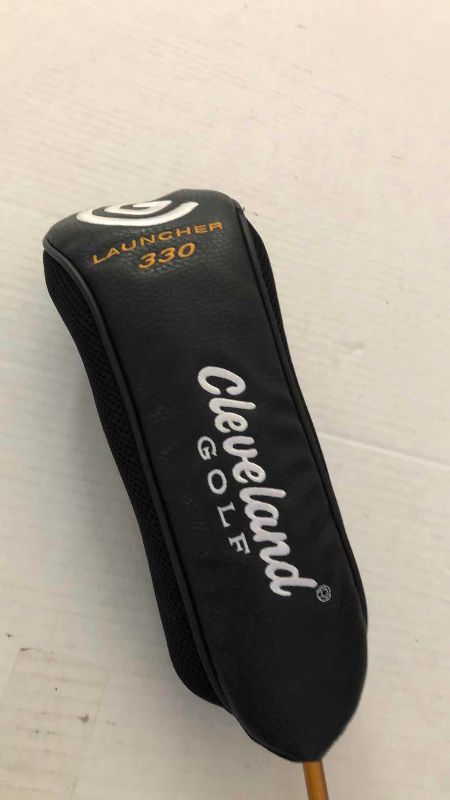 LAUNCHER
330
Cleveland
GOLF
®